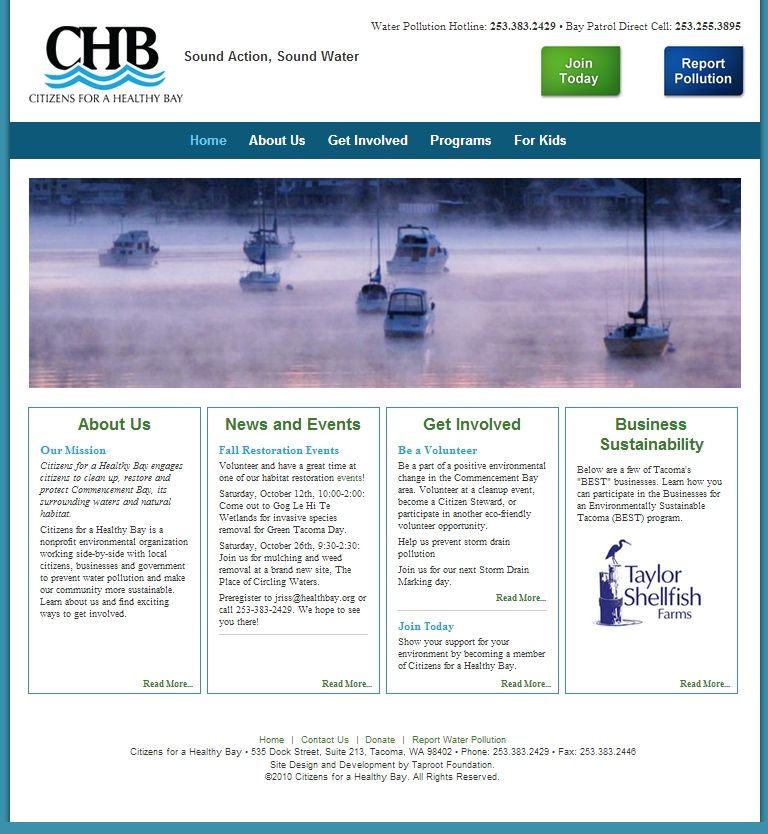 Water Pollution Hotline: 253.383.2429 • Bay Patrol Direct Cell: 253.255.3895
CHB
CITIZENS FOR A HEALTHY BAY
Sound Action, Sound Water
Join
Today
Report
Pollution
Home About Us Get Involved Programs For Kids
About Us
Our Mission
Citizens for a Healthy Bay engages
citizens to clean up, restore and
protect Commencement Bay, its
surrounding waters and natural
habitat.
Citizens for a Healthy Bay is a
nonprofit environmental organization
working side-by-side with local
citizens, businesses and government
to prevent water pollution and make
our community more sustainable.
Learn about us and find exciting
ways to get involved.
Read More...
News and Events
Fall Restoration Events
Volunteer and have a great time at
one of our habitat restoration events!
Saturday, October 12th, 10:00-2:00:
Come out to Gog Le Hi Te
Wetlands for invasive species
removal for Green Tacoma Day.
Saturday, October 26th, 9:30-2:30:
Join us for mulching and weed
removal at a brand new site, The
Place of Circling Waters.
Preregister to jriss@healthbay.org or
call 253-383-2429. We hope to see
you there!
Read More...
Get Involved
Be a Volunteer
Be a part of a positive environmental
change in the Commencement Bay
area. Volunteer at a cleanup event,
become a Citizen Steward, or
participate in another eco-friendly
volunteer opportunity.
Help us prevent storm drain
pollution
Join us for our next Storm Drain
Marking day.
Read More...
Join Today
Show your support for your
environment by becoming a member
of Citizens for a Healthy Bay.
Read More...
Business
Sustainability
Below are a few of Tacoma's
"BEST" businesses. Learn how you
can participate in the Businesses for
an Environmentally Sustainable
Tacoma (BEST) program.
Taylor
Shellfish
Farms
Read More...
Home | Contact Us | Donate | Report Water Pollution
Citizens for a Healthy Bay • 535 Dock Street, Suite 213, Tacoma, WA 98402 • Phone: 253.383.2429 • Fax: 253.383.2446
Site Design and Development by Taproot Foundation.
©2010 Citizens for a Healthy Bay. All Rights Reserved.